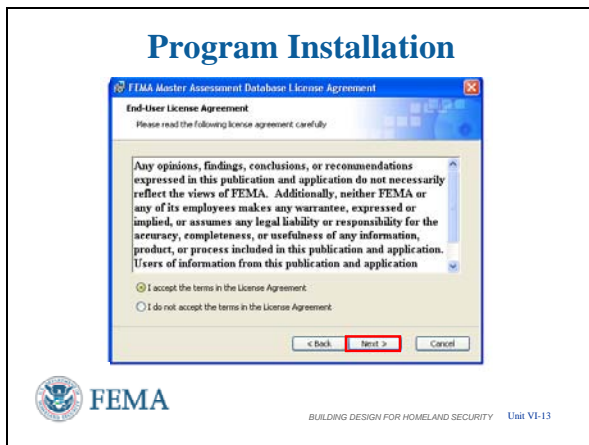 Program Installation
FEMA Master Assessment Database License Agreement
End-User License Agreement
Please read the following license agreement carefully
Any opinions, findings, conclusions, or recommendations
expressed in this publication and application do not necessarily
reflect the views of FEMA. Additionally, neither FEMA or
any of its employees makes any warrantee, expressed or
implied, or assumes any legal liability or responsibility for the
accuracy, completeness, or usefulness of any information,
product, or process included in this publication and application.
Users of information from this publication and application
I accept the terms in the License Agreement
I do not accept the terms in the License Agreement
< Back Next > Cancel
FEMA
BUILDING DESIGN FOR HOMELAND SECURITY Unit VI-13